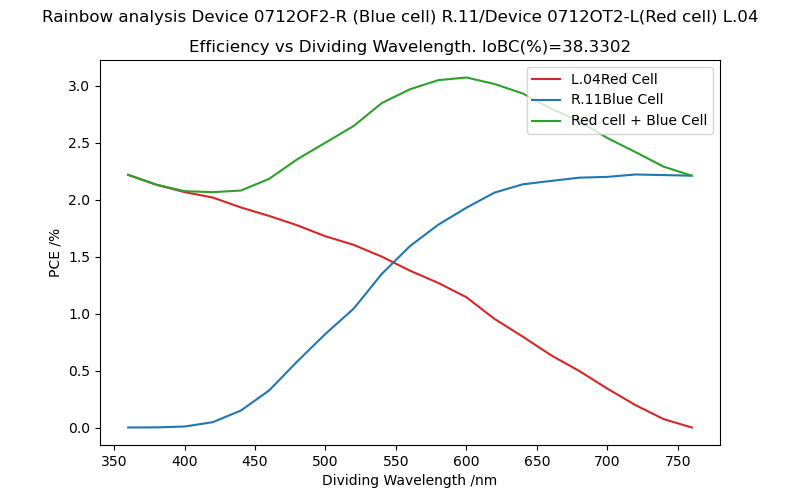 Rainbow analysis Device 0712OF2-R (Blue cell) R.11/Device 0712OT2-L(Red cell) L.04
Efficiency vs Dividing Wavelength. IoBC(%)=38.3302
L.04Red Cell
R.11Blue Cell
Red cell + Blue Cell
3.0
2.5
2.0
1.5
1.0
0.5
0.0
PCE /%
350 400 450 500 550 600 650 700 750
Dividing Wavelength /nm